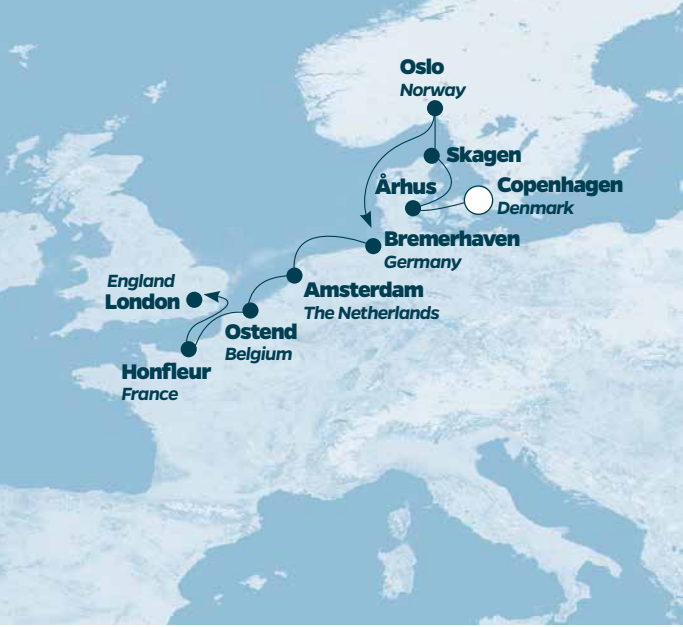 Oslo
Norway
Skagen
Århus
Copenhagen
Denmark
Bremerhaven
Germany
England
London
Amsterdam
The Netherlands
Ostend
Belgium
Honfleur
France